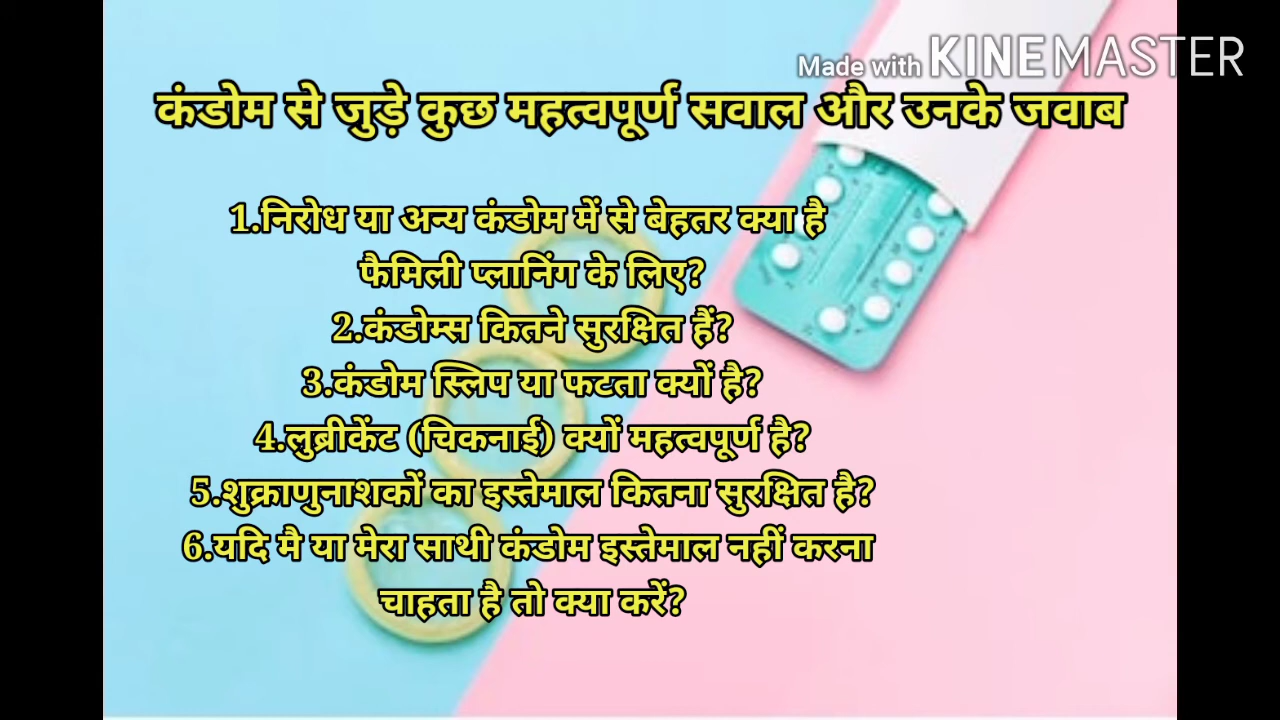 Made with KINEMASTER
कंडोम से जुड़े कुछ महत्वपूर्ण सवाल और उनके जवाब
1.निरोध या अन्य कंडोम में से बेहतर क्या है
फैमिली प्लानिंग के लिए?
2.कंडोम्स कितने सुरक्षित हैं?
3.कंडोम स्लिप या फटता क्यों है?
4.लुब्रीकेंट (चिकनाई) क्यों महत्वपूर्ण है?
5.शुक्राणुनाशकों का इस्तेमाल कितना सुरक्षित है?
6.यदि मै या मेरा साथी कंडोम इस्तेमाल नहीं करना
चाहता है तो क्या करें?